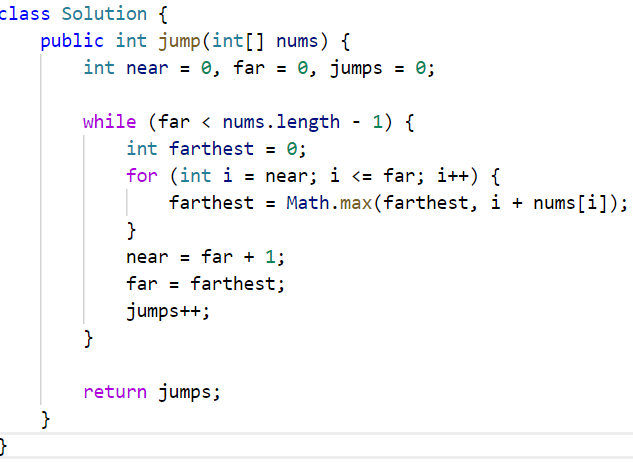 class Solution {
    public int jump(int[] nums) {
        int near = 0, far = 0, jumps = 0;

        while (far < nums.length - 1) {
            int farthest = 0;
            for (int i = near; i <= far; i++) {
                farthest = Math.max(farthest, i + nums[i]);
            }
            near = far + 1;
            far = farthest;
            jumps++;
        }

        return jumps;
    }
}